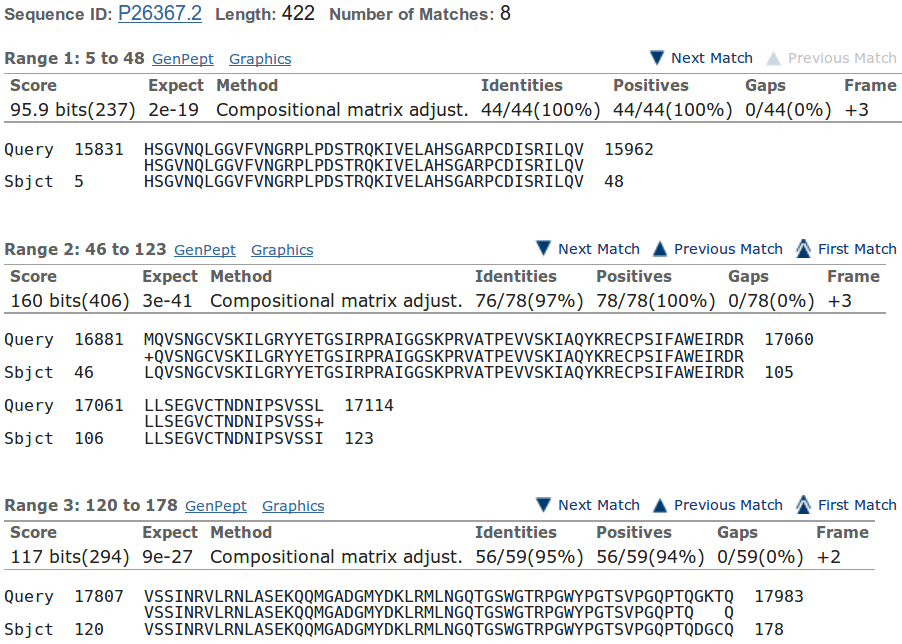 Sequence ID: P26367.2 Length: 422 Number of Matches: 8
Range 1: 5 to 48 GenPept Graphics Next Match Previous Match
Score Expect Method Identities Positives Gaps Frame
95.9 bits(237) 2e-19 Compositional matrix adjust. 44/44(100%) 44/44(100%) 0/44(0%) +3
Query 15831 HSGVNQLGGVFVNGRPLPDSTRQKIVELAHSGARPCDISRILQV 15962
HSGVNQLGGVFVNGRPLPDSTRQKIVELAHSGARPCDISRILQV
Sbjct 5 HSGVNQLGGVFVNGRPLPDSTRQKIVELAHSGARPCDISRILQV 48
Range 2: 46 to 123 GenPept Graphics Next Match Previous Match First Match
Score Expect Method Identities Positives Gaps Frame
160 bits(406) 3e-41 Compositional matrix adjust. 76/78(97%) 78/78(100%) 0/78(0%) +3
Query 16881 MQVSNGCVSKILGRYYETGSIRPRAIGGSKPRVATPEVVSKIAQYKRECPSIFAWEIRDR 17060
+QVSNGCVSKILGRYYETGSIRPRAIGGSKPRVATPEVVSKIAQYKRECPSIFAWEIRDR
Sbjct 46 LQVSNGCVSKILGRYYETGSIRPRAIGGSKPRVATPEVVSKIAQYKRECPSIFAWEIRDR 105
Query 17061 LLSEGVCTNDNIPSVSSL 17114
LLSEGVCTNDNIPSVSS+
Sbjct 106 LLSEGVCTNDNIPSVSSI 123
Range 3: 120 to 178 GenPept Graphics Next Match Previous Match First Match
Score Expect Method Identities Positives Gaps Frame
117 bits(294) 9e-27 Compositional matrix adjust. 56/59(95%) 56/59(94%) 0/59(0%) +2
Query 17807 VSSINRVLRNLASEKQQMGADGMYDKLRMLNGQTGSWGTRPGWYPGTSVPGQPTQGKTQ 17983
VSSINRVLRNLASEKQQMGADGMYDKLRMLNGQTGSWGTRPGWYPGTSVPGQPTQ   Q
Sbjct 120 VSSINRVLRNLASEKQQMGADGMYDKLRMLNGQTGSWGTRPGWYPGTSVPGQPTQDGCQ 178